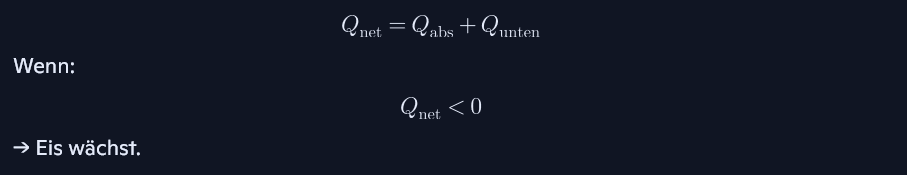 Q_net = Q_abs + Q_unten
Wenn:
Q_net < 0
→ Eis wächst.